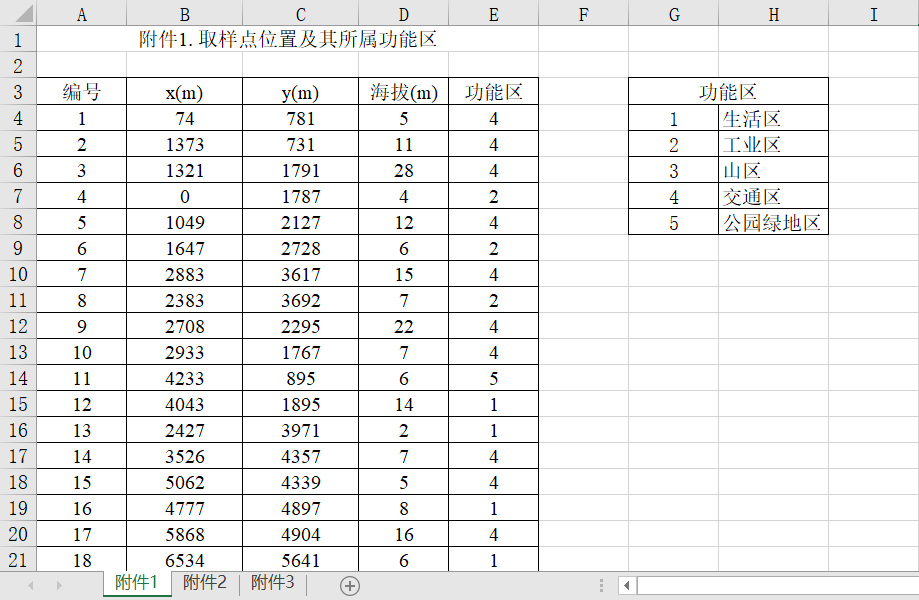 A B C D E F G H I
1 附件1. 取样点位置及其所属功能区
2
3 编号 x(m) y(m) 海拔(m) 功能区 功能区
4 1 74 781 5 4 1 生活区
5 2 1373 731 11 4 2 工业区
6 3 1321 1791 28 4 3 山区
7 4 0 1787 4 2 4 交通区
8 5 1049 2127 12 4 5 公园绿地区
9 6 1647 2728 6 2
10 7 2883 3617 15 4
11 8 2383 3692 7 2
12 9 2708 2295 22 4
13 10 2933 1767 7 4
14 11 4233 895 6 5
15 12 4043 1895 14 1
16 13 2427 3971 2 1
17 14 3526 4357 7 4
18 15 5062 4339 5 4
19 16 4777 4897 8 1
20 17 5868 4904 16 4
21 18 6534 5641 6 1
附件1 附件2 附件3